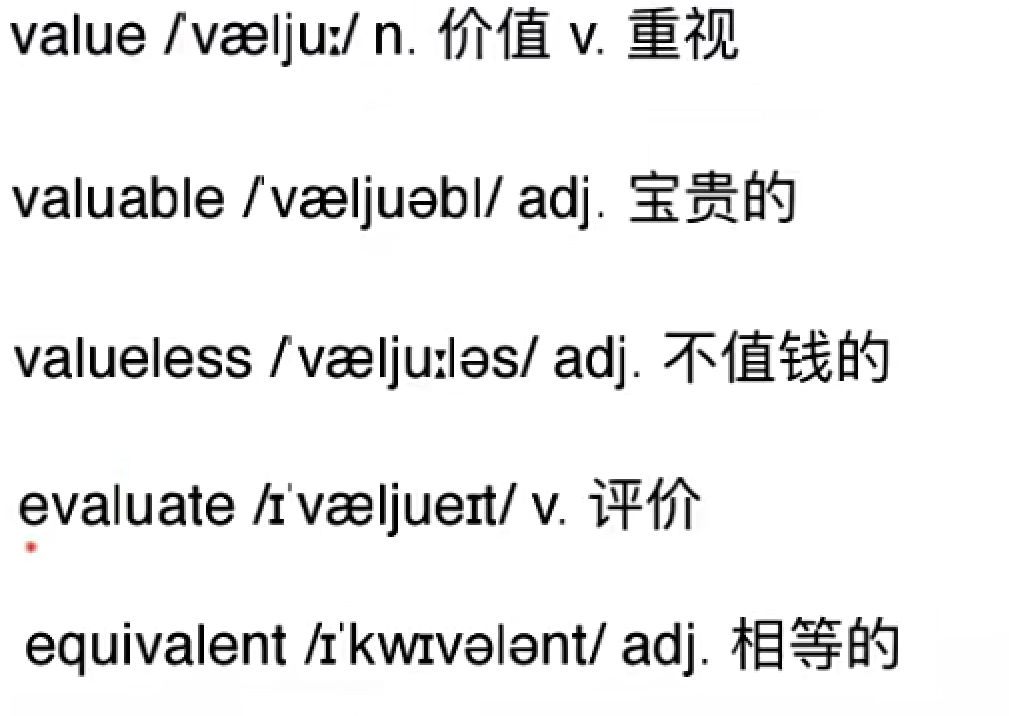 value /ˈvæljuː/ n. 价值 v. 重视
valuable /ˈvæljuəbl/ adj. 宝贵的
valueless /ˈvæljuːləs/ adj. 不值钱的
evaluate /ɪˈvæljueɪt/ v. 评价
equivalent /ɪˈkwɪvələnt/ adj. 相等的